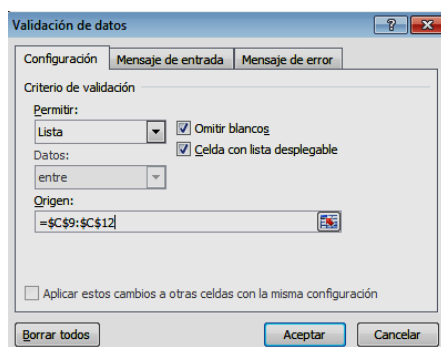 Validación de datos
Configuración Mensaje de entrada Mensaje de error
Criterio de validación
Permitir:
Lista Omitir blancos
Datos: Celda con lista desplegable
entre
Origen:
=$C$9:$C$12
Aplicar estos cambios a otras celdas con la misma configuración
Borrar todos Aceptar Cancelar